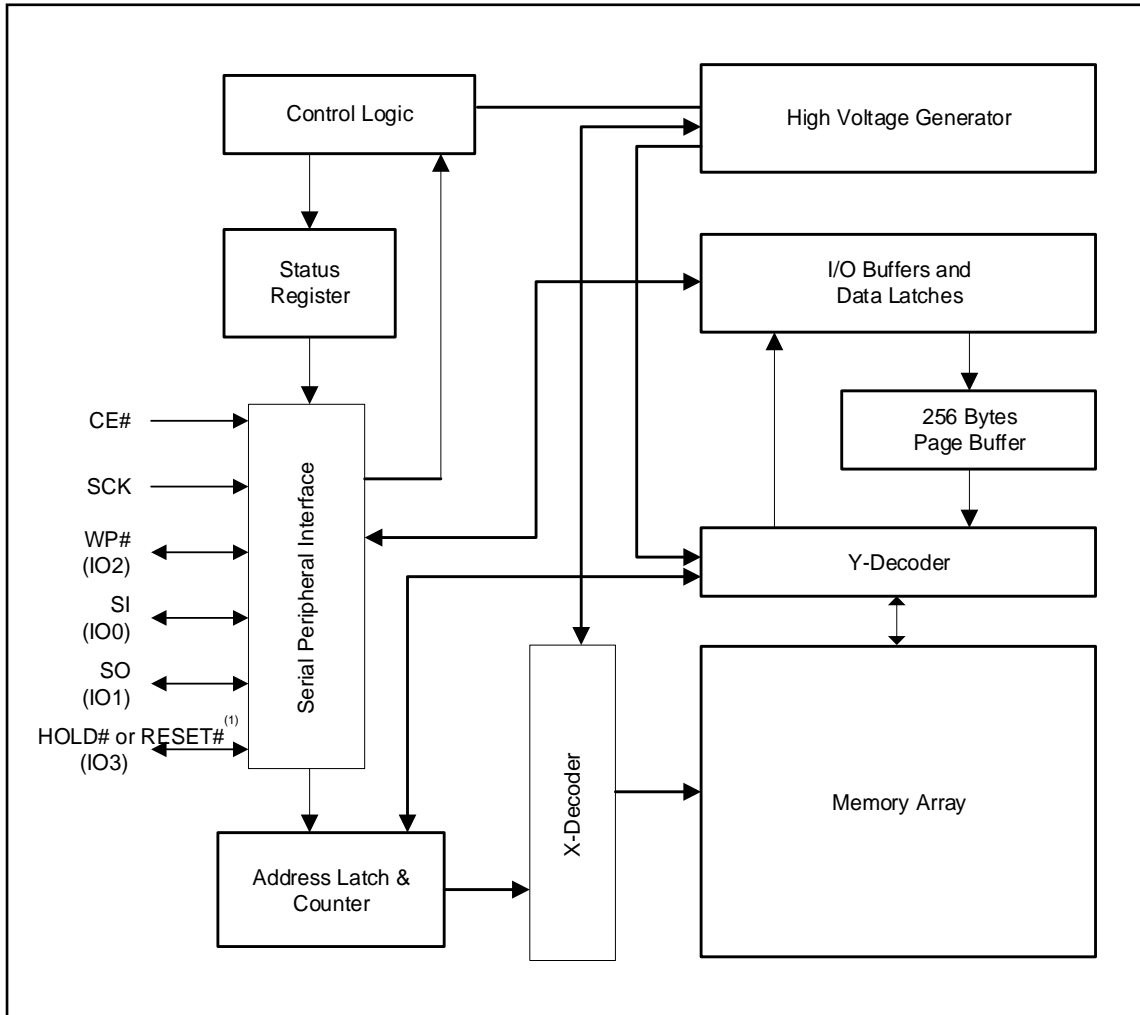 Control Logic
High Voltage Generator
Status
Register
I/O Buffers and
Data Latches
256 Bytes
Page Buffer
Y-Decoder
CE#
SCK
WP#
(IO2)
SI
(IO0)
SO
(IO1)
HOLD# or RESET#(1)
(IO3)
Serial Peripheral Interface
X-Decoder
Memory Array
Address Latch &
Counter